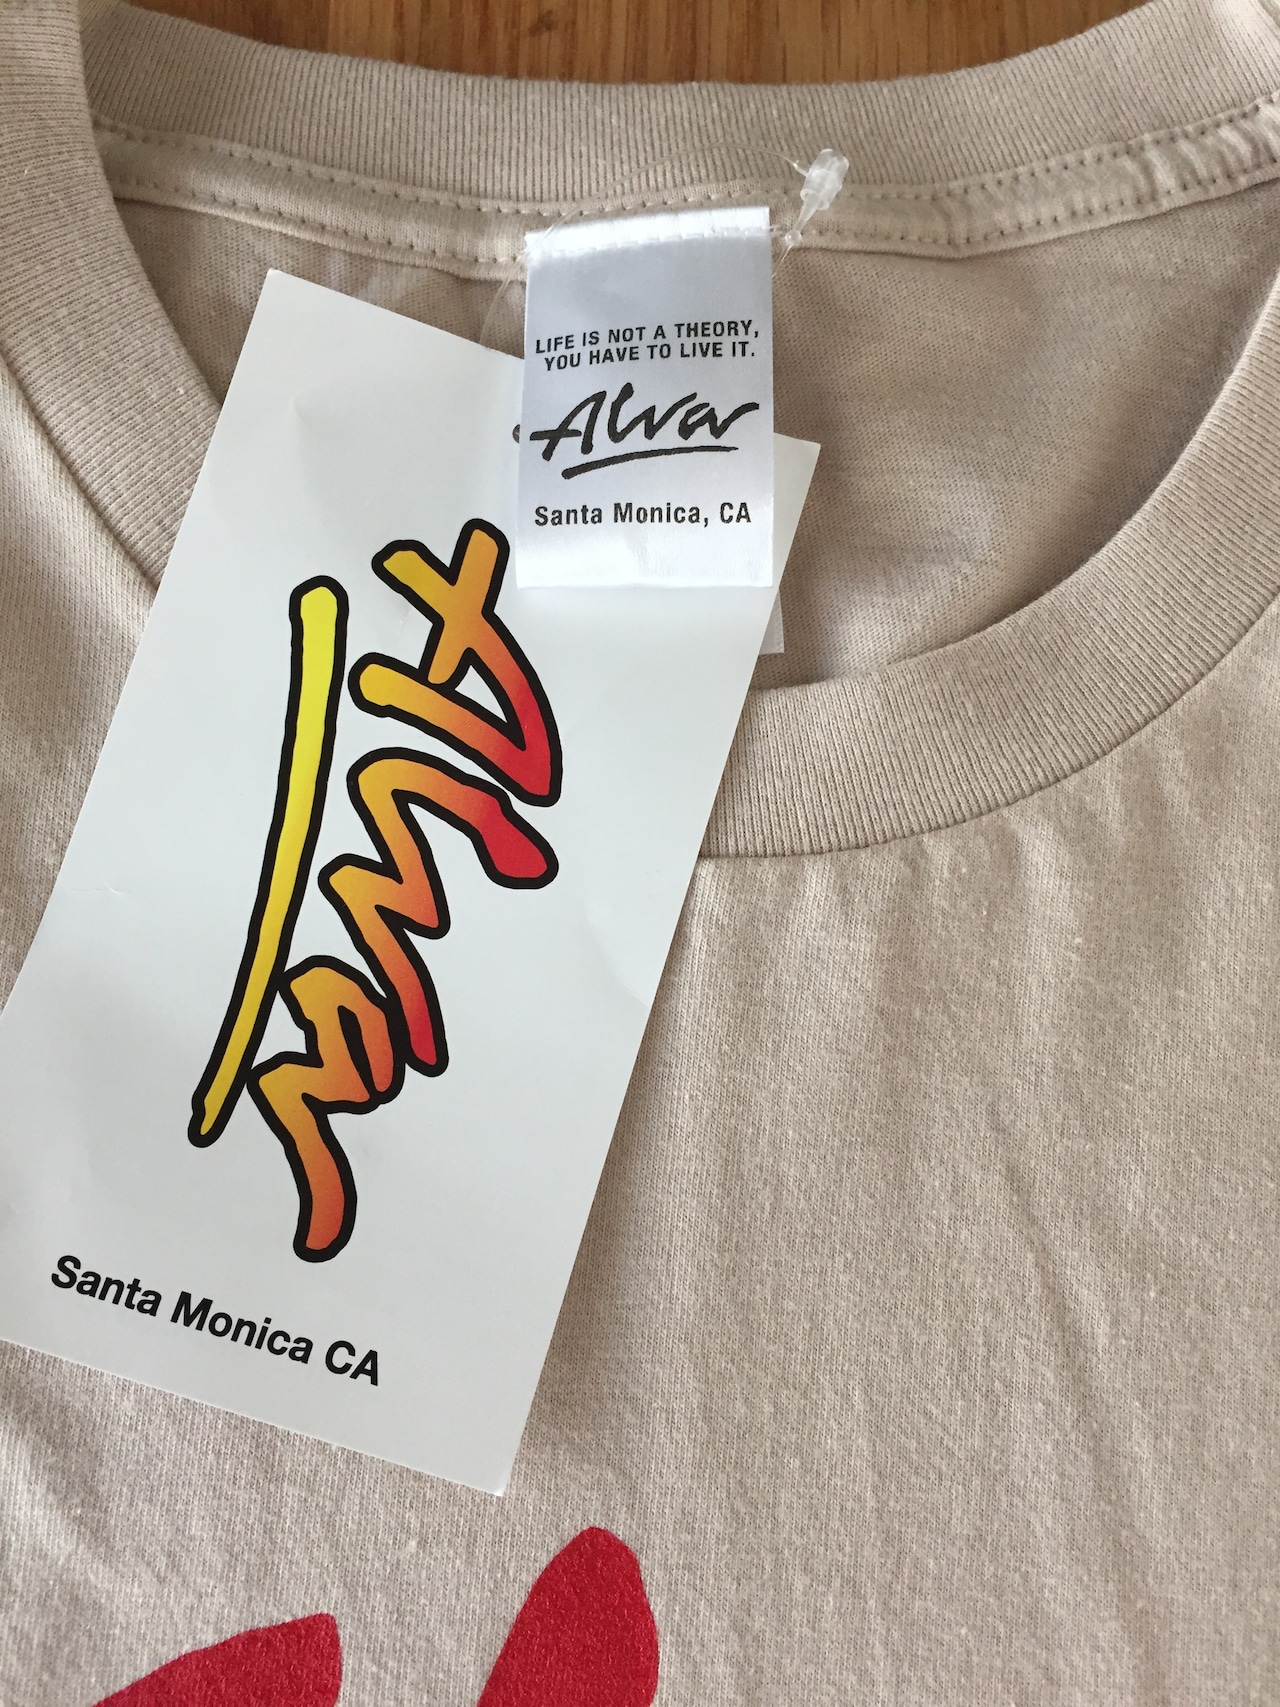 LIFE IS NOT A THEORY,
YOU HAVE TO LIVE IT.
Alva
Santa Monica, CA
Alva
Santa Monica CA